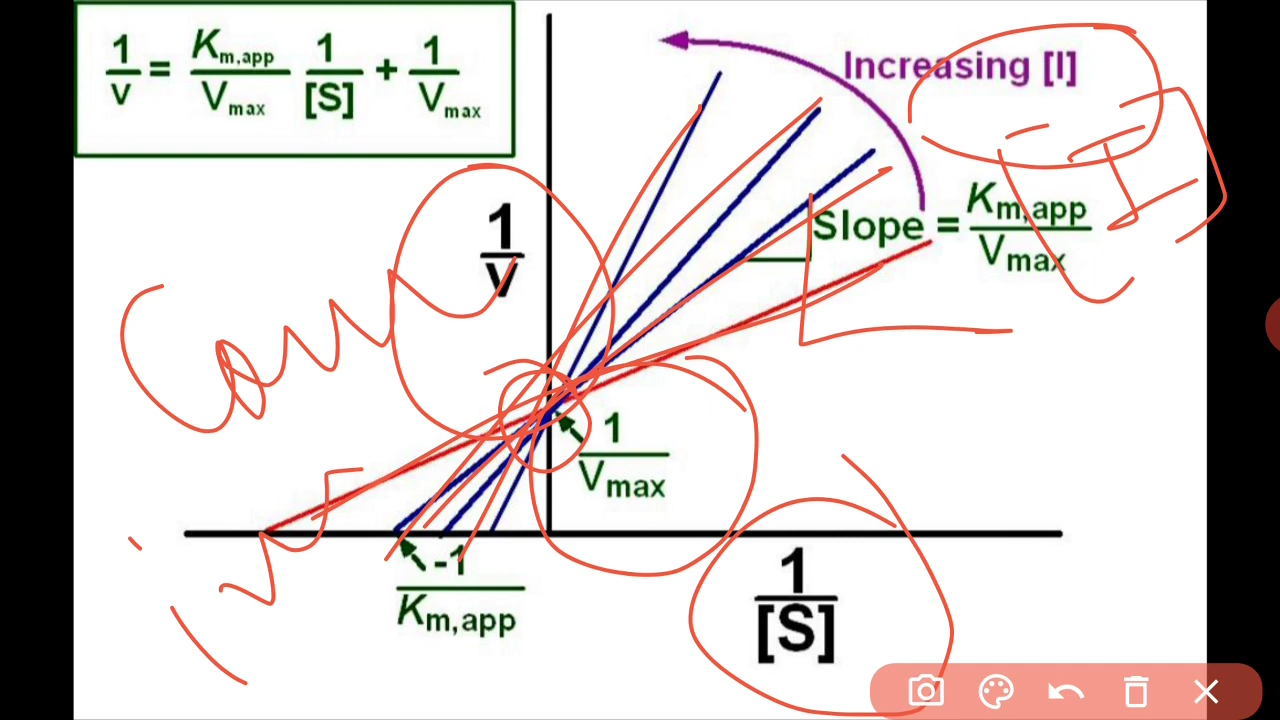 1/v = K_m,app/V_max 1/[S] + 1/V_max
Increasing [I]
1/v
Slope = K_m,app/V_max
1/V_max
-1/K_m,app
1/[S]